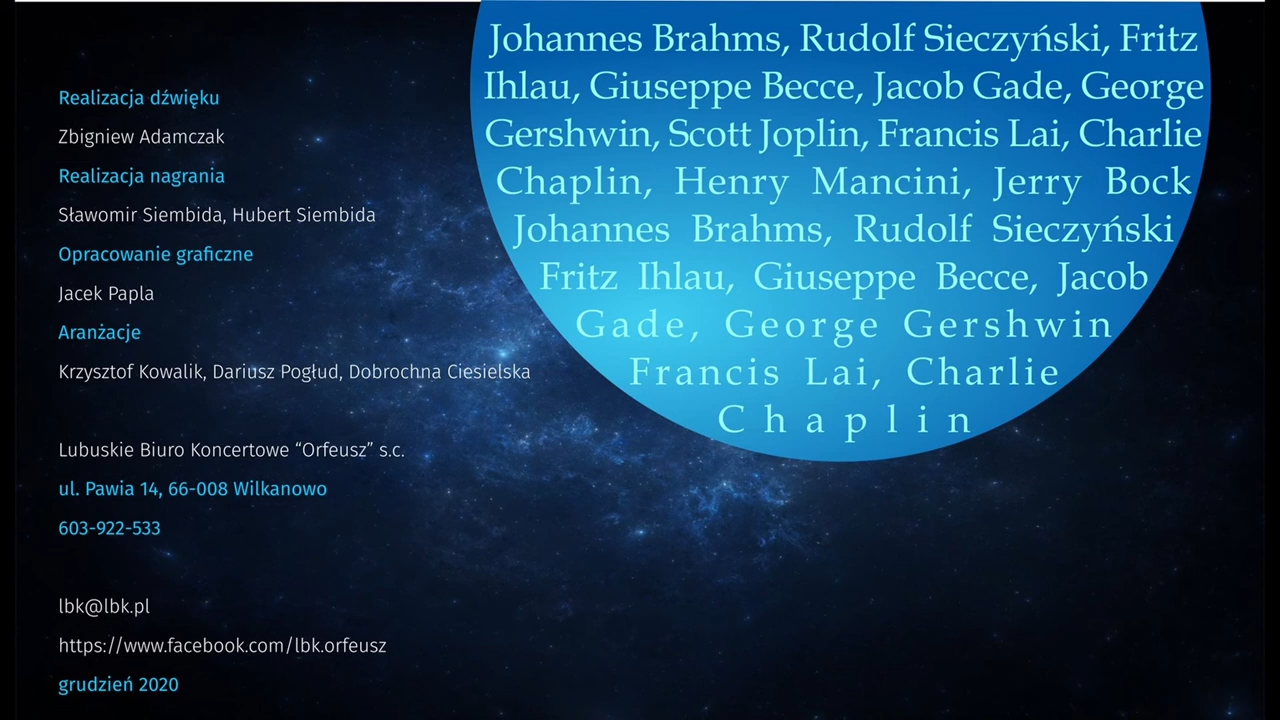 Realizacja dźwięku
Zbigniew Adamczak
Realizacja nagrania
Sławomir Siembida, Hubert Siembida
Opracowanie graficzne
Jacek Papla
Aranżacje
Krzysztof Kowalik, Dariusz Pogłud, Dobrochna Ciesielska
Lubuskie Biuro Koncertowe “Orfeusz” s.c.
ul. Pawia 14, 66-008 Wilkanowo
603-922-533
lbk@lbk.pl
https://www.facebook.com/lbk.orfeusz
grudzień 2020
Johannes Brahms, Rudolf Sieczyński, Fritz
Ihlau, Giuseppe Becce, Jacob Gade, George
Gershwin, Scott Joplin, Francis Lai, Charlie
Chaplin, Henry Mancini, Jerry Bock
Johannes Brahms, Rudolf Sieczyński
Fritz Ihlau, Giuseppe Becce, Jacob
Gade, George Gershwin
Francis Lai, Charlie
Chaplin